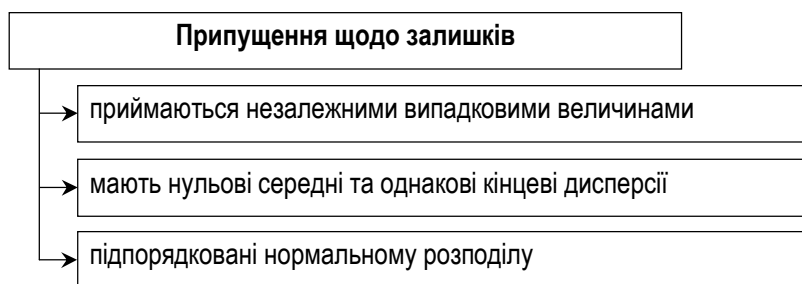 Припущення щодо залишків
приймаються незалежними випадковими величинами
мають нульові середні та однакові кінцеві дисперсії
підпорядковані нормальному розподілу